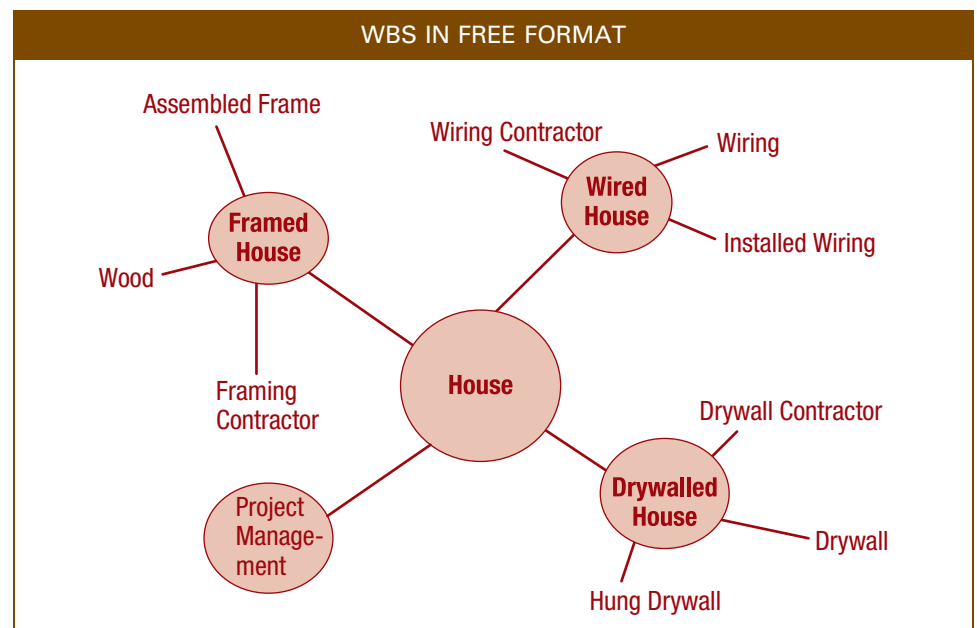 WBS IN FREE FORMAT
Assembled Frame
Wiring Contractor
Wiring
Wired
House
Framed
House
Installed Wiring
Wood
House
Framing
Contractor
Drywall Contractor
Drywalled
House
Project
Manage-
ment
Drywall
Hung Drywall